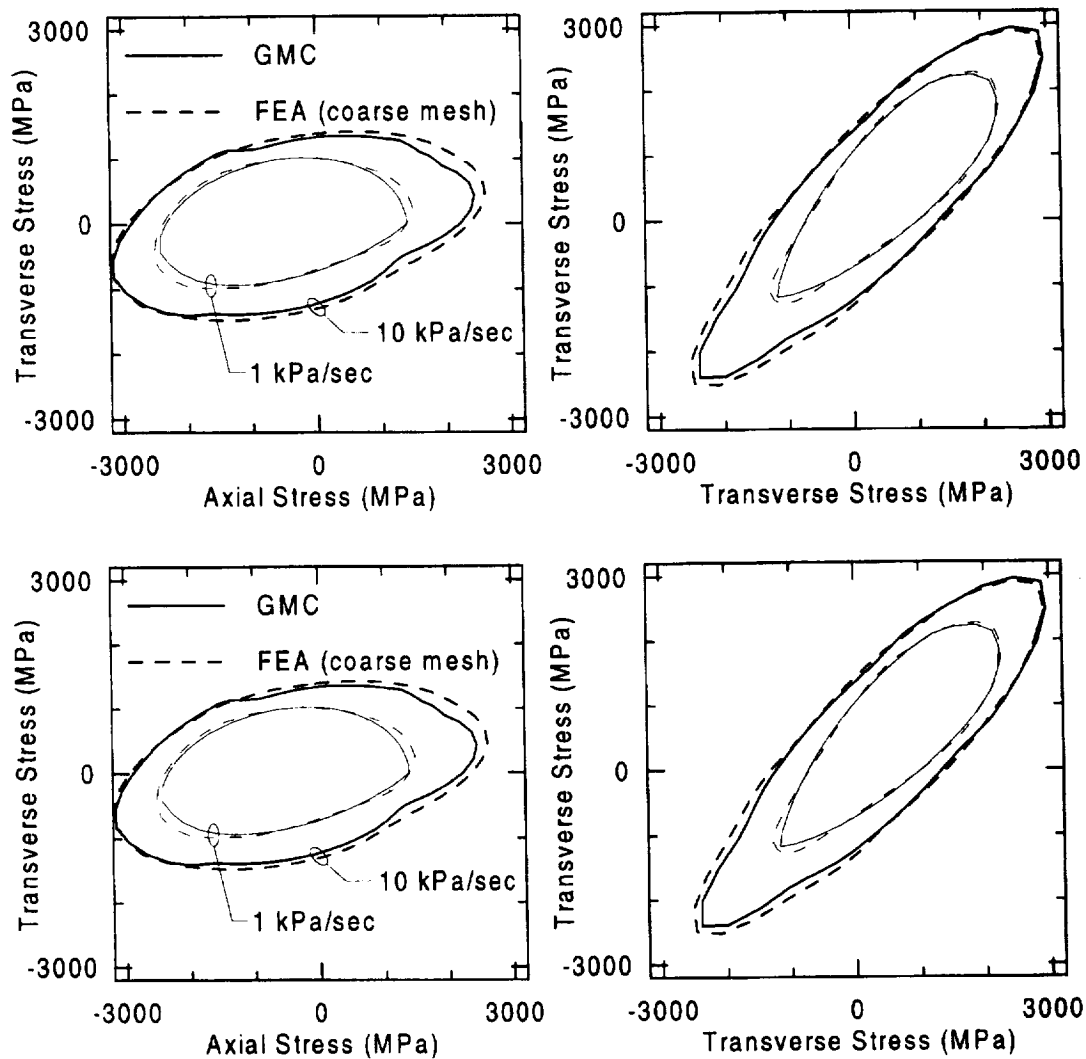 3000
0
-3000
Transverse Stress (MPa)
GMC
FEA (coarse mesh)
10 kPa/sec
1 kPa/sec
-3000 0 3000
Axial Stress (MPa)
3000
0
-3000
Transverse Stress (MPa)
-3000 0 3000
Transverse Stress (MPa)
3000
0
-3000
Transverse Stress (MPa)
GMC
FEA (coarse mesh)
10 kPa/sec
1 kPa/sec
-3000 0 3000
Axial Stress (MPa)
3000
0
-3000
Transverse Stress (MPa)
-3000 0 3000
Transverse Stress (MPa)